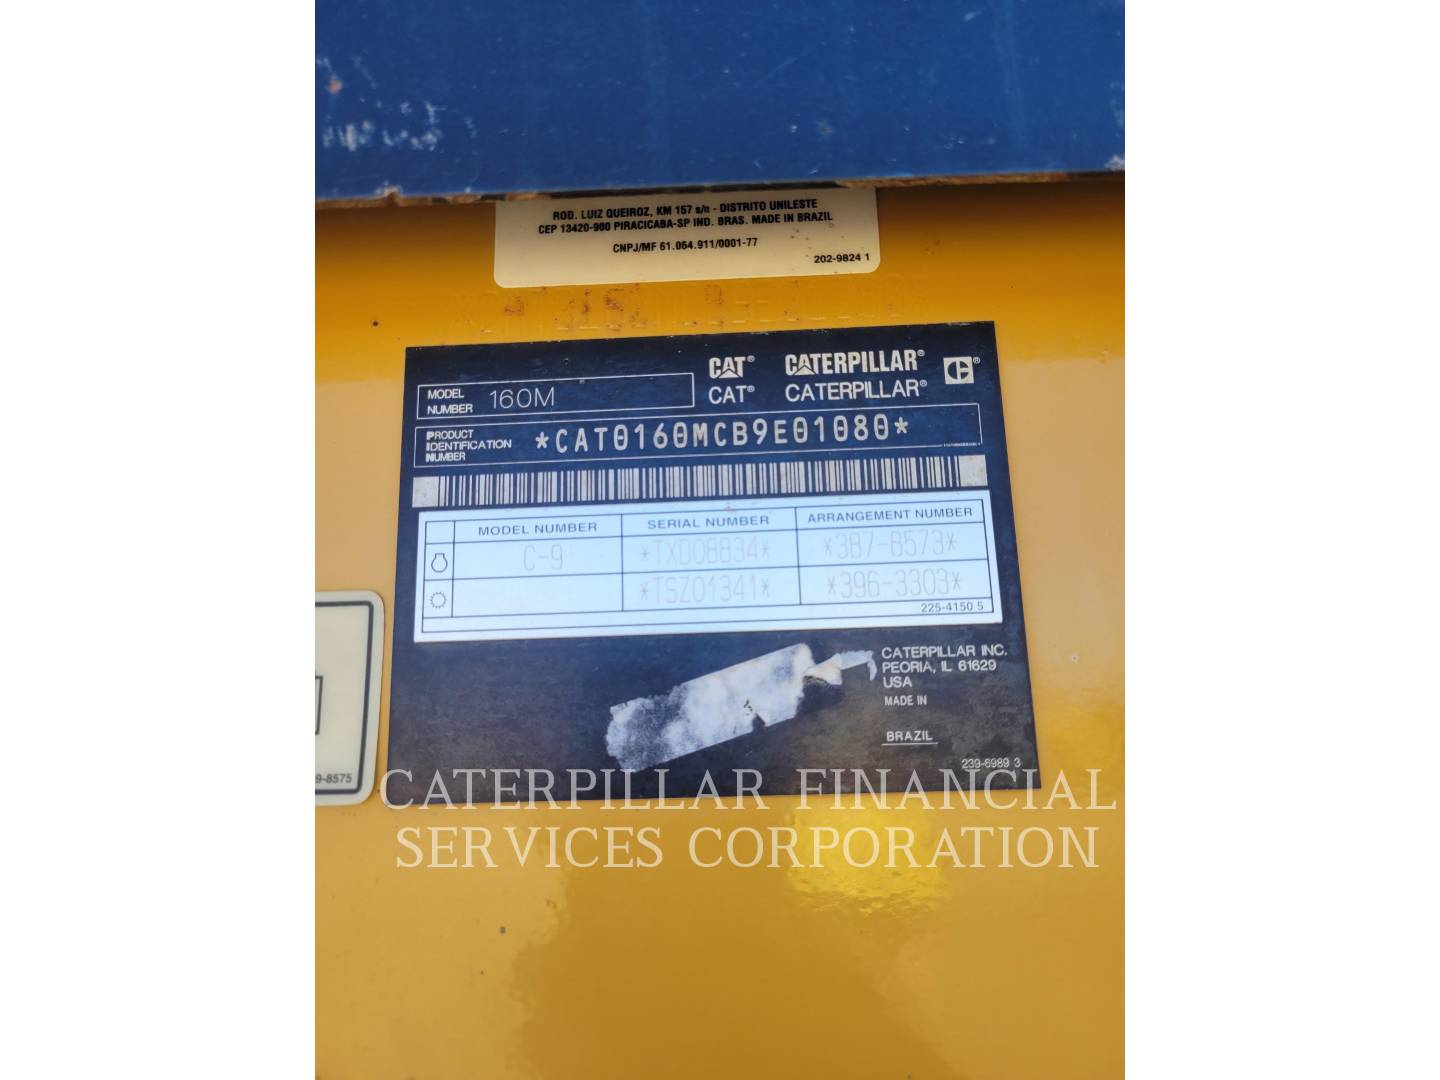 ROD. LUIZ QUEIROZ, KM 157 s/n - DISTRITO UNILESTE
CEP 13420-900 PIRACICABA-SP IND. BRAS. MADE IN BRAZIL
CNPJ/MF 61.064.911/0001-77
202-9824 1
CAT® CATERPILLAR®
CAT® CATERPILLAR®
MODEL NUMBER 160M
PRODUCT IDENTIFICATION NUMBER *CAT0160MCB9E01080*
MODEL NUMBER SERIAL NUMBER ARRANGEMENT NUMBER
C-9 *TXD08834* *387-8573*
*TSZ01341* *396-3303*
225-4150 5
CATERPILLAR INC.
PEORIA, IL 61629
USA
MADE IN
BRAZIL
239-6989 3
9-8575
CATERPILLAR FINANCIAL
SERVICES CORPORATION